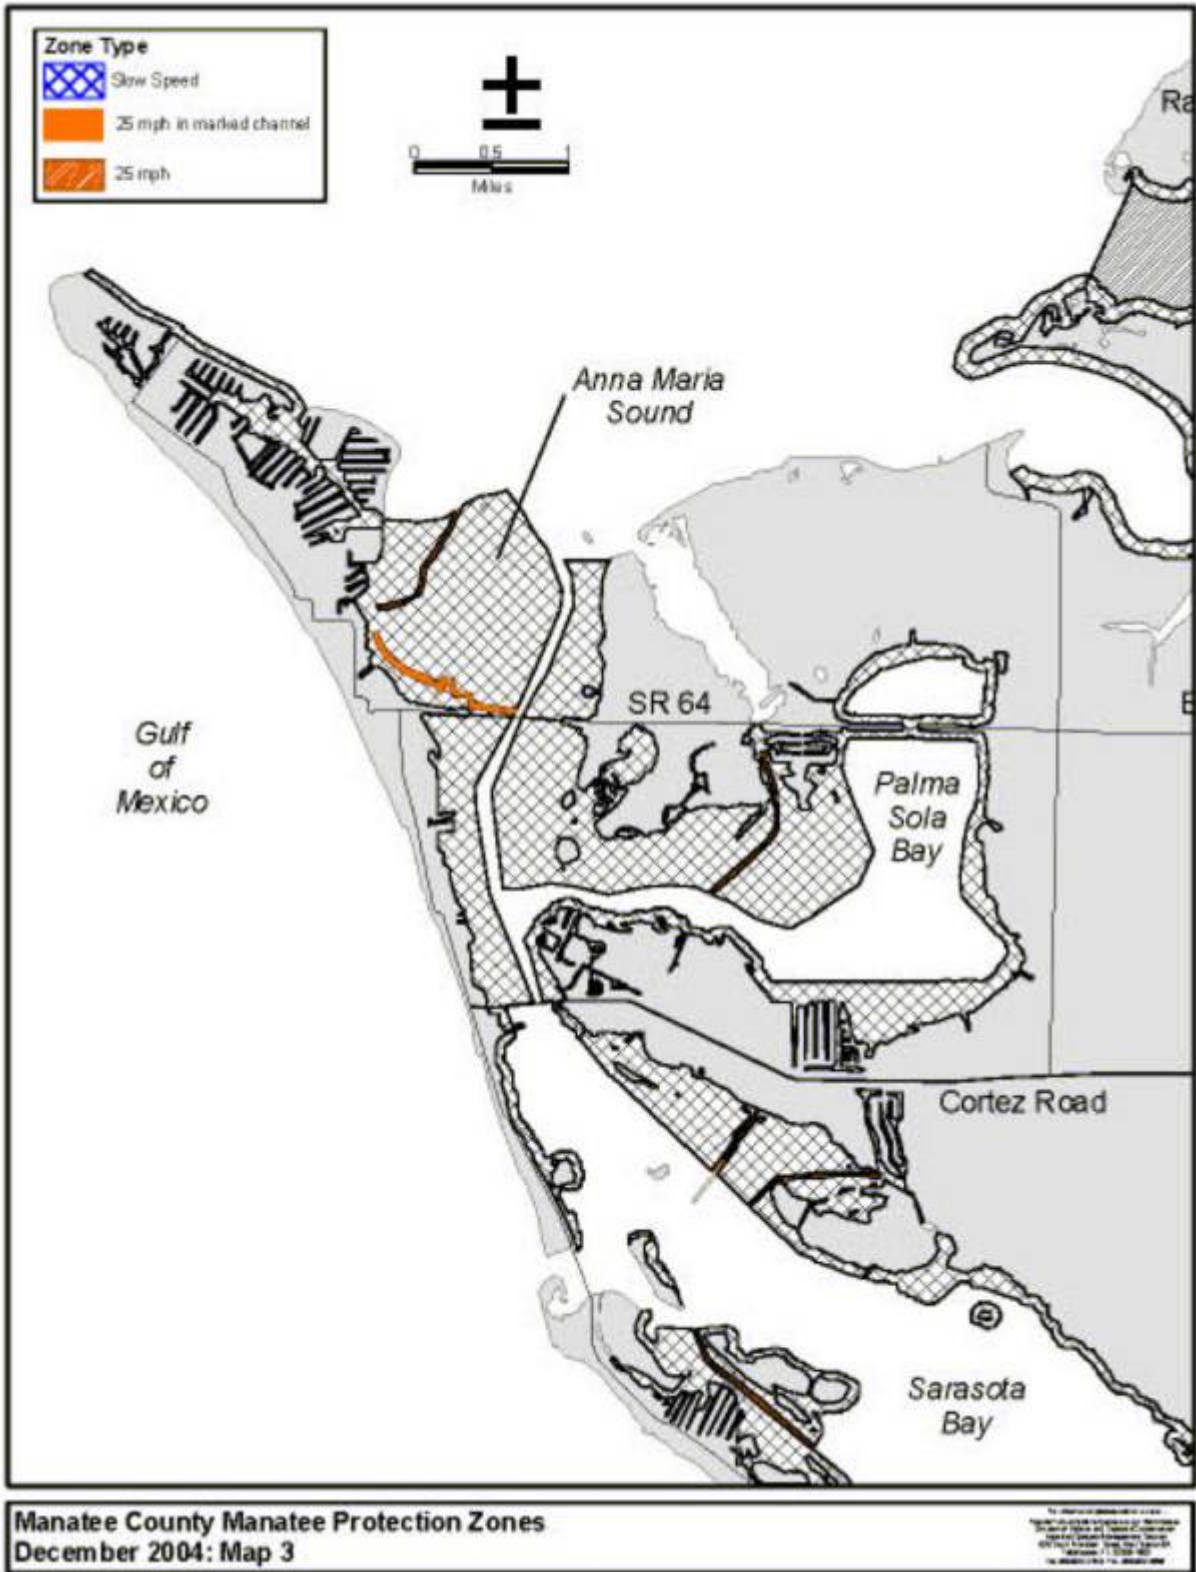 Zone Type
Slow Speed
25 mph in marked channel
25 mph
0 0.5 1
Miles
Ra
Anna Maria
Sound
SR 64
E
Gulf
of
Mexico
Palma
Sola
Bay
Cortez Road
Sarasota
Bay
Manatee County Manatee Protection Zones
December 2004: Map 3